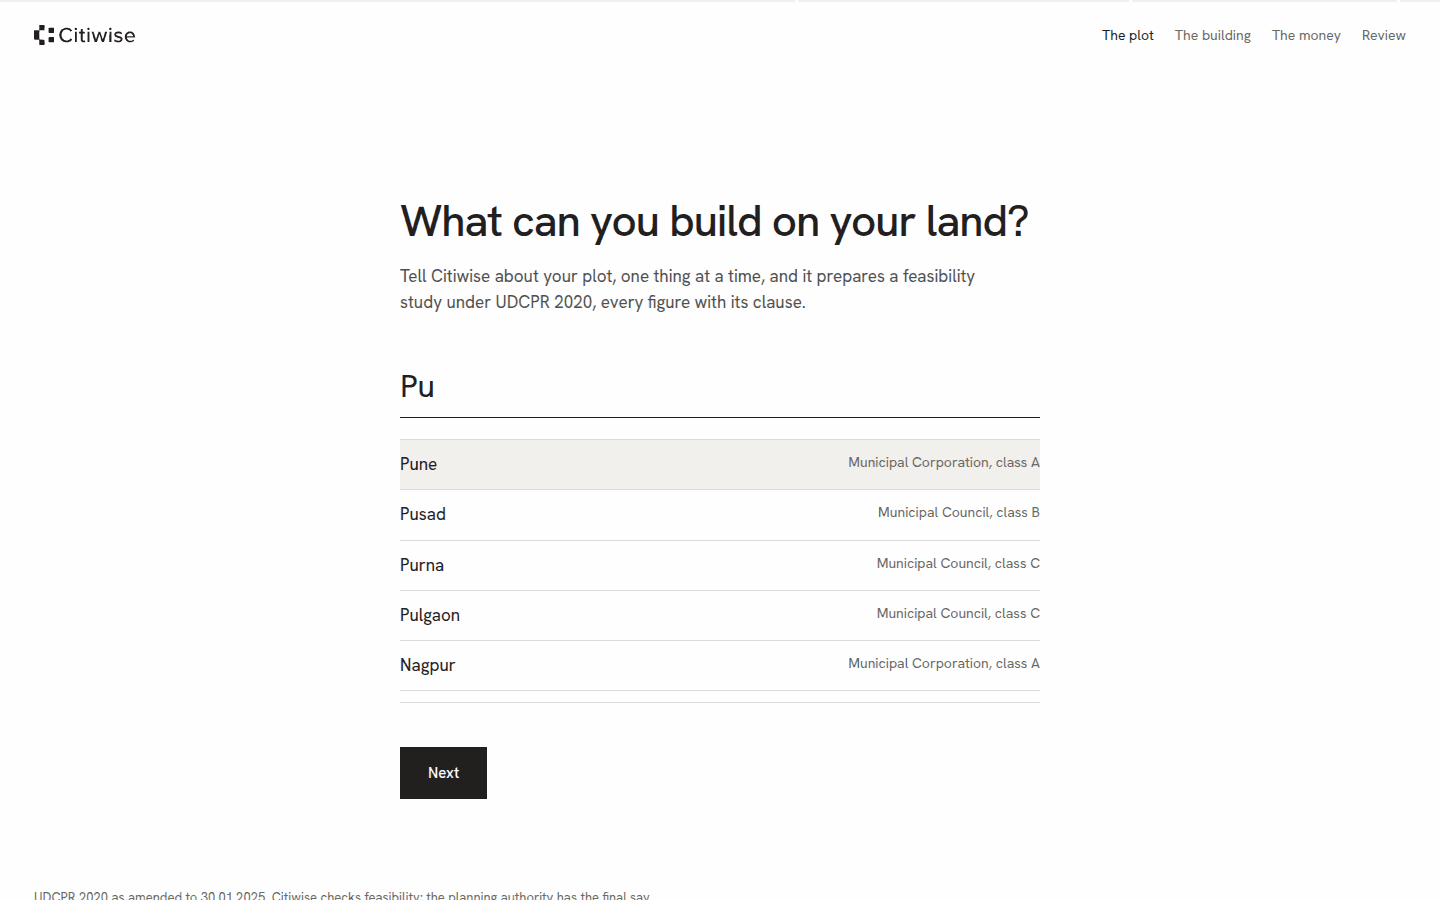 Citiwise
The plot The building The money Review
What can you build on your land?
Tell Citiwise about your plot, one thing at a time, and it prepares a feasibility
study under UDCPR 2020, every figure with its clause.
Pu
Pune Municipal Corporation, class A
Pusad Municipal Council, class B
Purna Municipal Council, class C
Pulgaon Municipal Council, class C
Nagpur Municipal Corporation, class A
Next
UDCPR 2020 as amended to 30.01.2025. Citiwise checks feasibility; the planning authority has the final say.